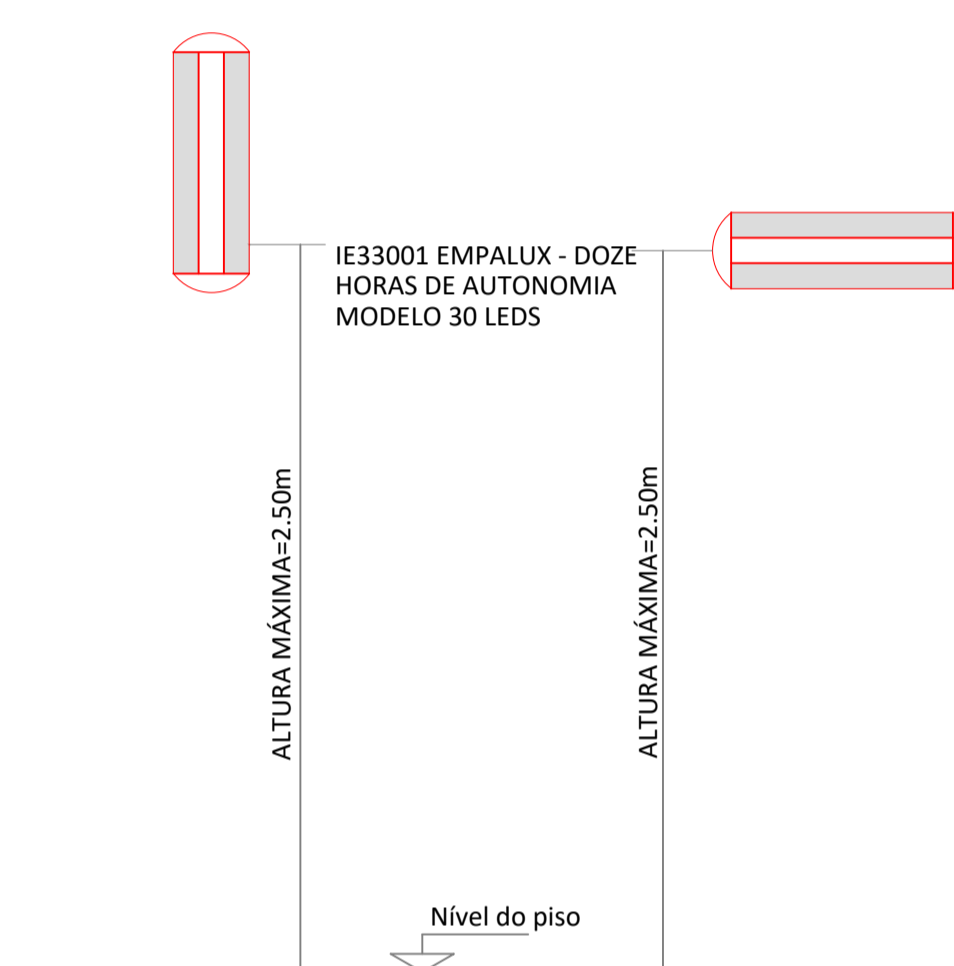 IE33001 EMPALUX - DOZE
HORAS DE AUTONOMIA
MODELO 30 LEDS
ALTURA MÁXIMA=2.50m
ALTURA MÁXIMA=2.50m
Nível do piso